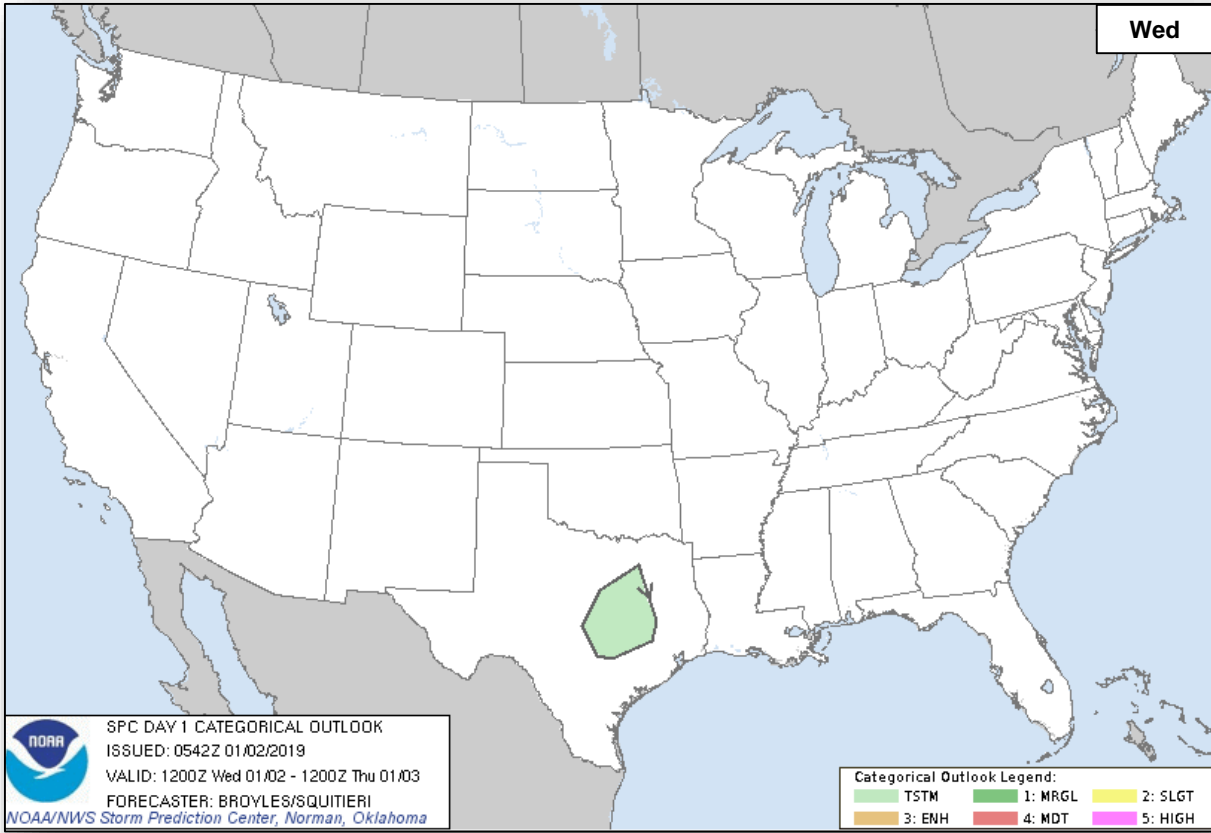 Wed
SPC DAY 1 CATEGORICAL OUTLOOK
ISSUED: 0542Z 01/02/2019
VALID: 1200Z Wed 01/02 - 1200Z Thu 01/03
FORECASTER: BROYLES/SQUITIERI
NOAA/NWS Storm Prediction Center, Norman, Oklahoma
NOAA
Categorical Outlook Legend:
TSTM 1: MRGL 2: SLGT
3: ENH 4: MDT 5: HIGH